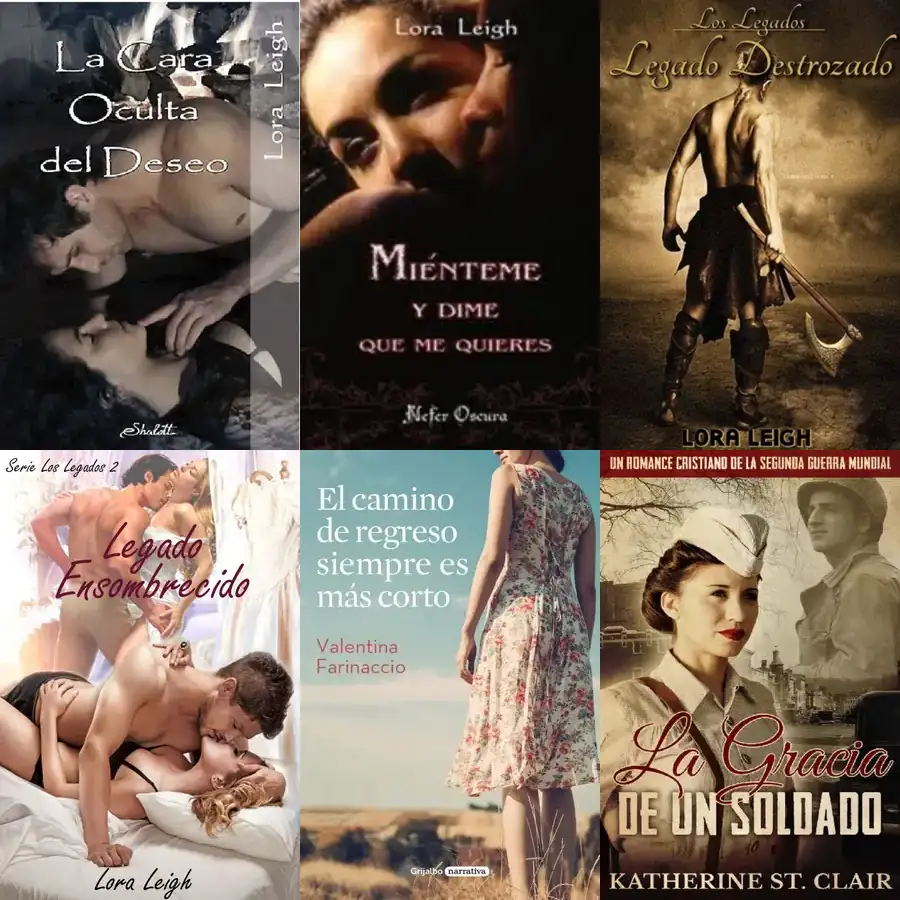 La Cara
Oculta
del Deseo
Lora Leigh
Shalott
Lora Leigh
MIÉNTEME
Y DIME
QUE ME QUIERES
Nefer Oscura
Los Legados
Legado Destrozado
LORA LEIGH
Serie Los Legados 2
Legado
Ensombrecido
Lora Leigh
El camino
de regreso
siempre es
más corto
Valentina
Farinaccio
Grijalbo narrativa
UN ROMANCE CRISTIANO DE LA SEGUNDA GUERRA MUNDIAL
La Gracia
DE UN SOLDADO
KATHERINE ST. CLAIR